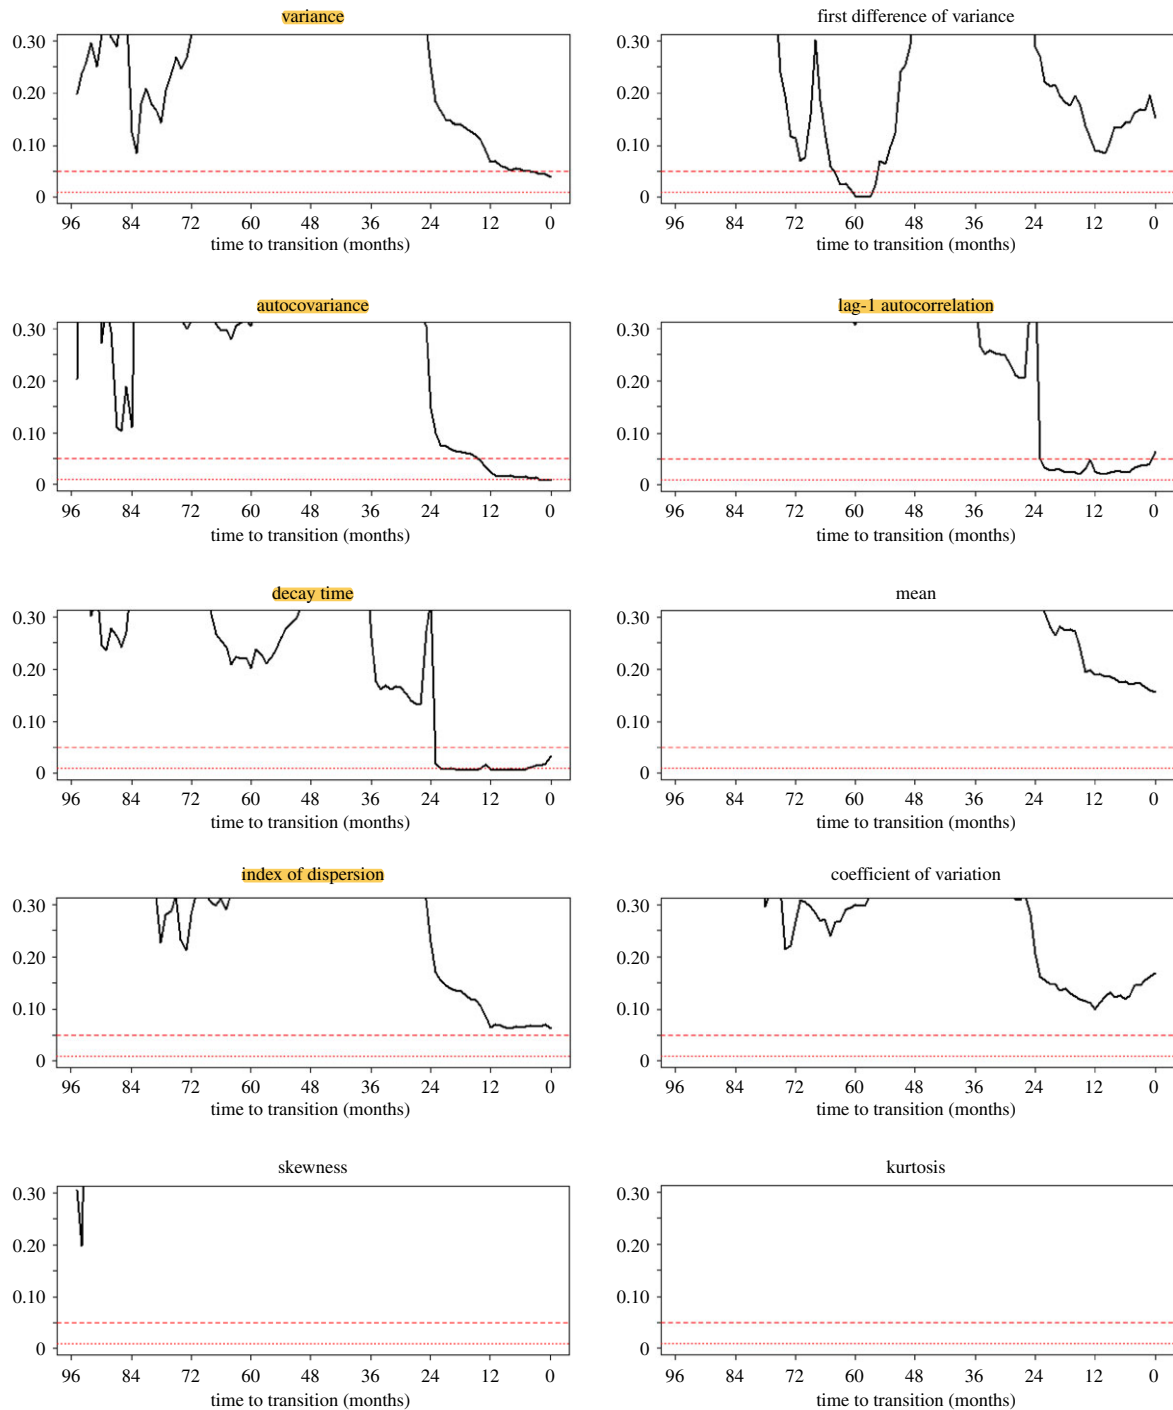 variance
first difference of variance
0.30
0.20
0.10
0
96 84 72 60 48 36 24 12 0
time to transition (months)
0.30
0.20
0.10
0
96 84 72 60 48 36 24 12 0
time to transition (months)
autocovariance
lag-1 autocorrelation
0.30
0.20
0.10
0
96 84 72 60 48 36 24 12 0
time to transition (months)
0.30
0.20
0.10
0
96 84 72 60 48 36 24 12 0
time to transition (months)
decay time
mean
0.30
0.20
0.10
0
96 84 72 60 48 36 24 12 0
time to transition (months)
0.30
0.20
0.10
0
96 84 72 60 48 36 24 12 0
time to transition (months)
index of dispersion
coefficient of variation
0.30
0.20
0.10
0
96 84 72 60 48 36 24 12 0
time to transition (months)
0.30
0.20
0.10
0
96 84 72 60 48 36 24 12 0
time to transition (months)
skewness
kurtosis
0.30
0.20
0.10
0
96 84 72 60 48 36 24 12 0
time to transition (months)
0.30
0.20
0.10
0
96 84 72 60 48 36 24 12 0
time to transition (months)